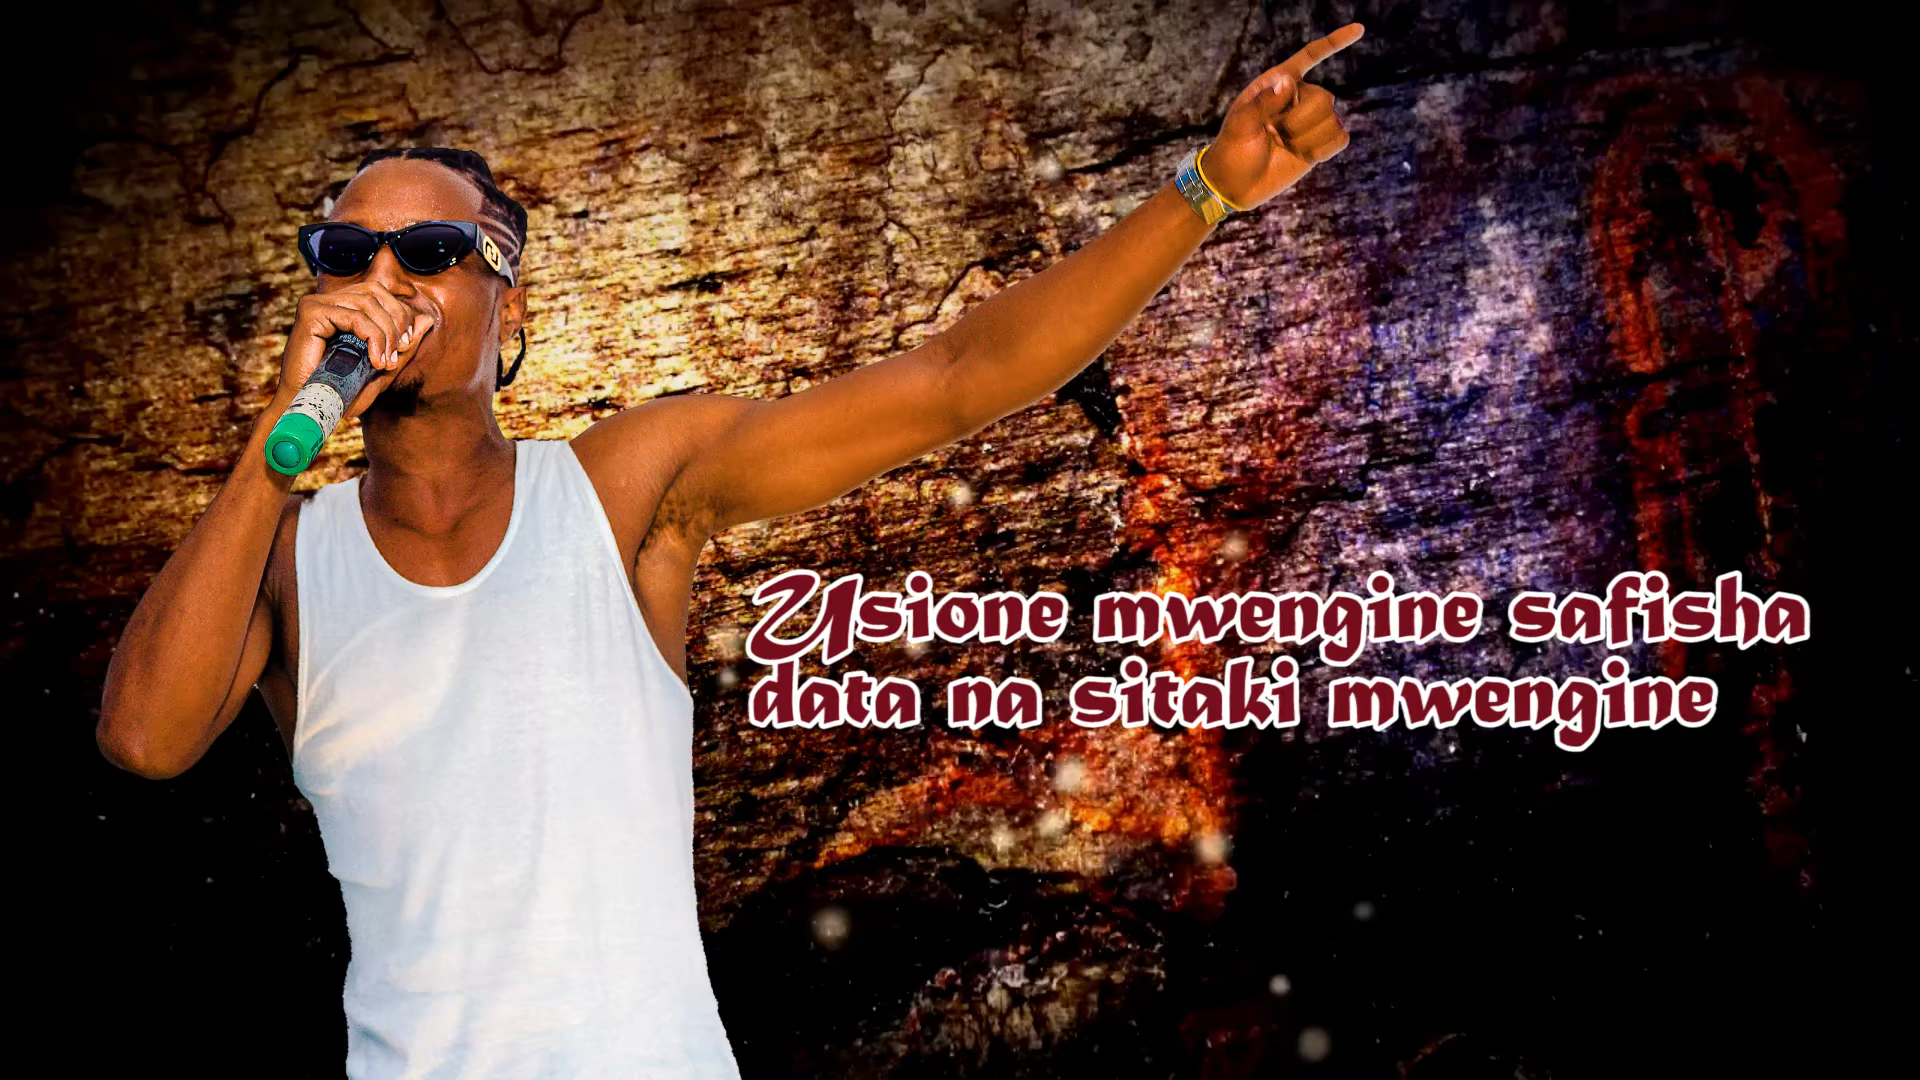 Usione mwengine safisha
data na sitaki mwengine